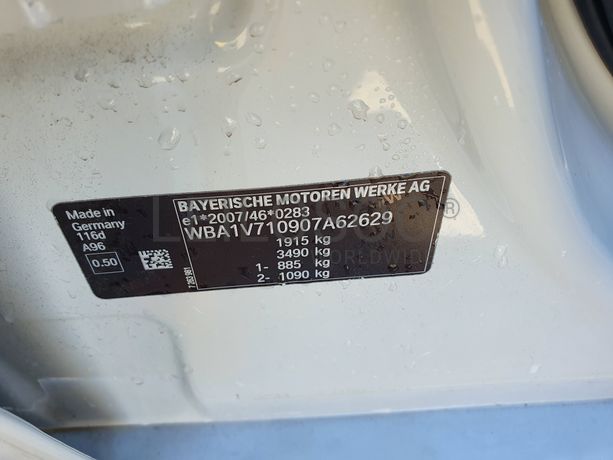 BAYERISCHE MOTOREN WERKE AG
e1*2007/46*0283
WBA1V710907A62629
1915 kg
3490 kg
1- 885 kg
2- 1090 kg
Made in
Germany
116d
A96
0.50